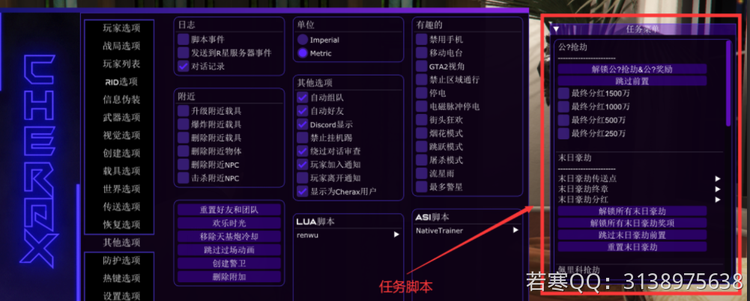 CHERAX
玩家选项
战局选项
玩家列表
RID选项
信息伪装
武器选项
视觉选项
创建选项
载具选项
世界选项
传送选项
恢复选项
其他选项
防护选项
热键选项
设置选项
日志
脚本事件
发送到R星服务器事件
对话记录
附近
升级附近载具
爆炸附近载具
删除附近载具
删除附近物体
删除附近NPC
击杀附近NPC
重置好友和团队
欢乐时光
移除天基炮冷却
跳过过场动画
创建警卫
删除附加
单位
Imperial
Metric
其他选项
自动组队
自动好友
Discord显示
禁止挂机踢
绕过对话审查
玩家加入通知
玩家离开通知
显示为Cherax用户
LUA脚本
renwu
有趣的
禁用手机
移动电台
GTA2视角
禁止区域通行
停电
电磁脉冲停电
街头狂欢
烟花模式
跳跃模式
屠杀模式
流星雨
最多警星
ASI脚本
NativeTrainer
任务脚本
任务菜单
公?抢劫
解锁公?抢劫&公?奖励
跳过前置
最终分红1500万
最终分红1000万
最终分红500万
最终分红250万
末日豪劫
末日豪劫传送点
末日豪劫终章
末日豪劫分红
解锁所有末日豪劫
解锁所有末日豪劫奖项
跳过末日豪劫前置
重置末日豪劫
佩里科抢劫
若寒QQ：3138975638